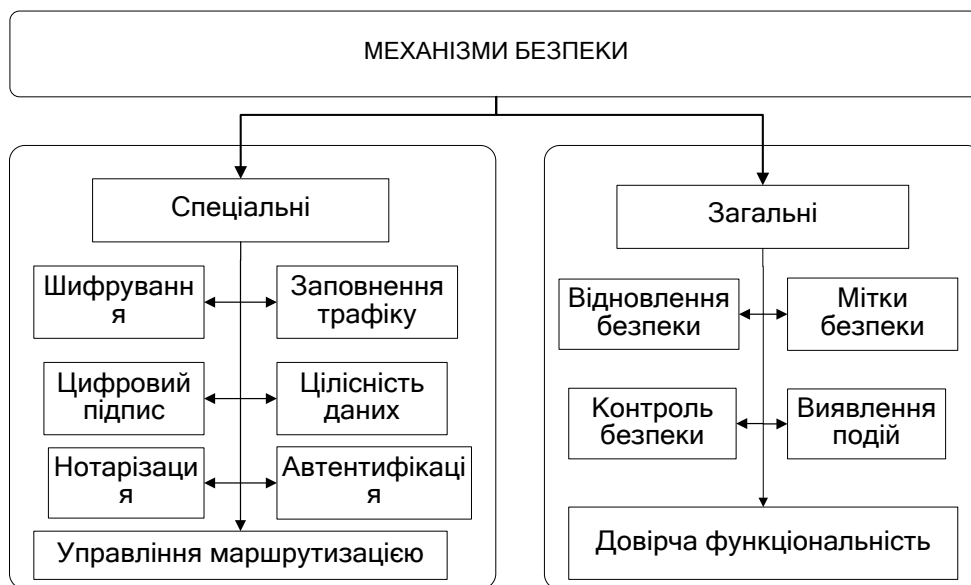 МЕХАНІЗМИ БЕЗПЕКИ
Спеціальні
Шифруванн
я
Заповнення
трафіку
Цифровий
підпис
Цілісність
даних
Нотарізаци
я
Автентифікаці
я
Управління маршрутизацією
Загальні
Відновлення
безпеки
Мітки
безпеки
Контроль
безпеки
Виявлення
подій
Довірча функціональність